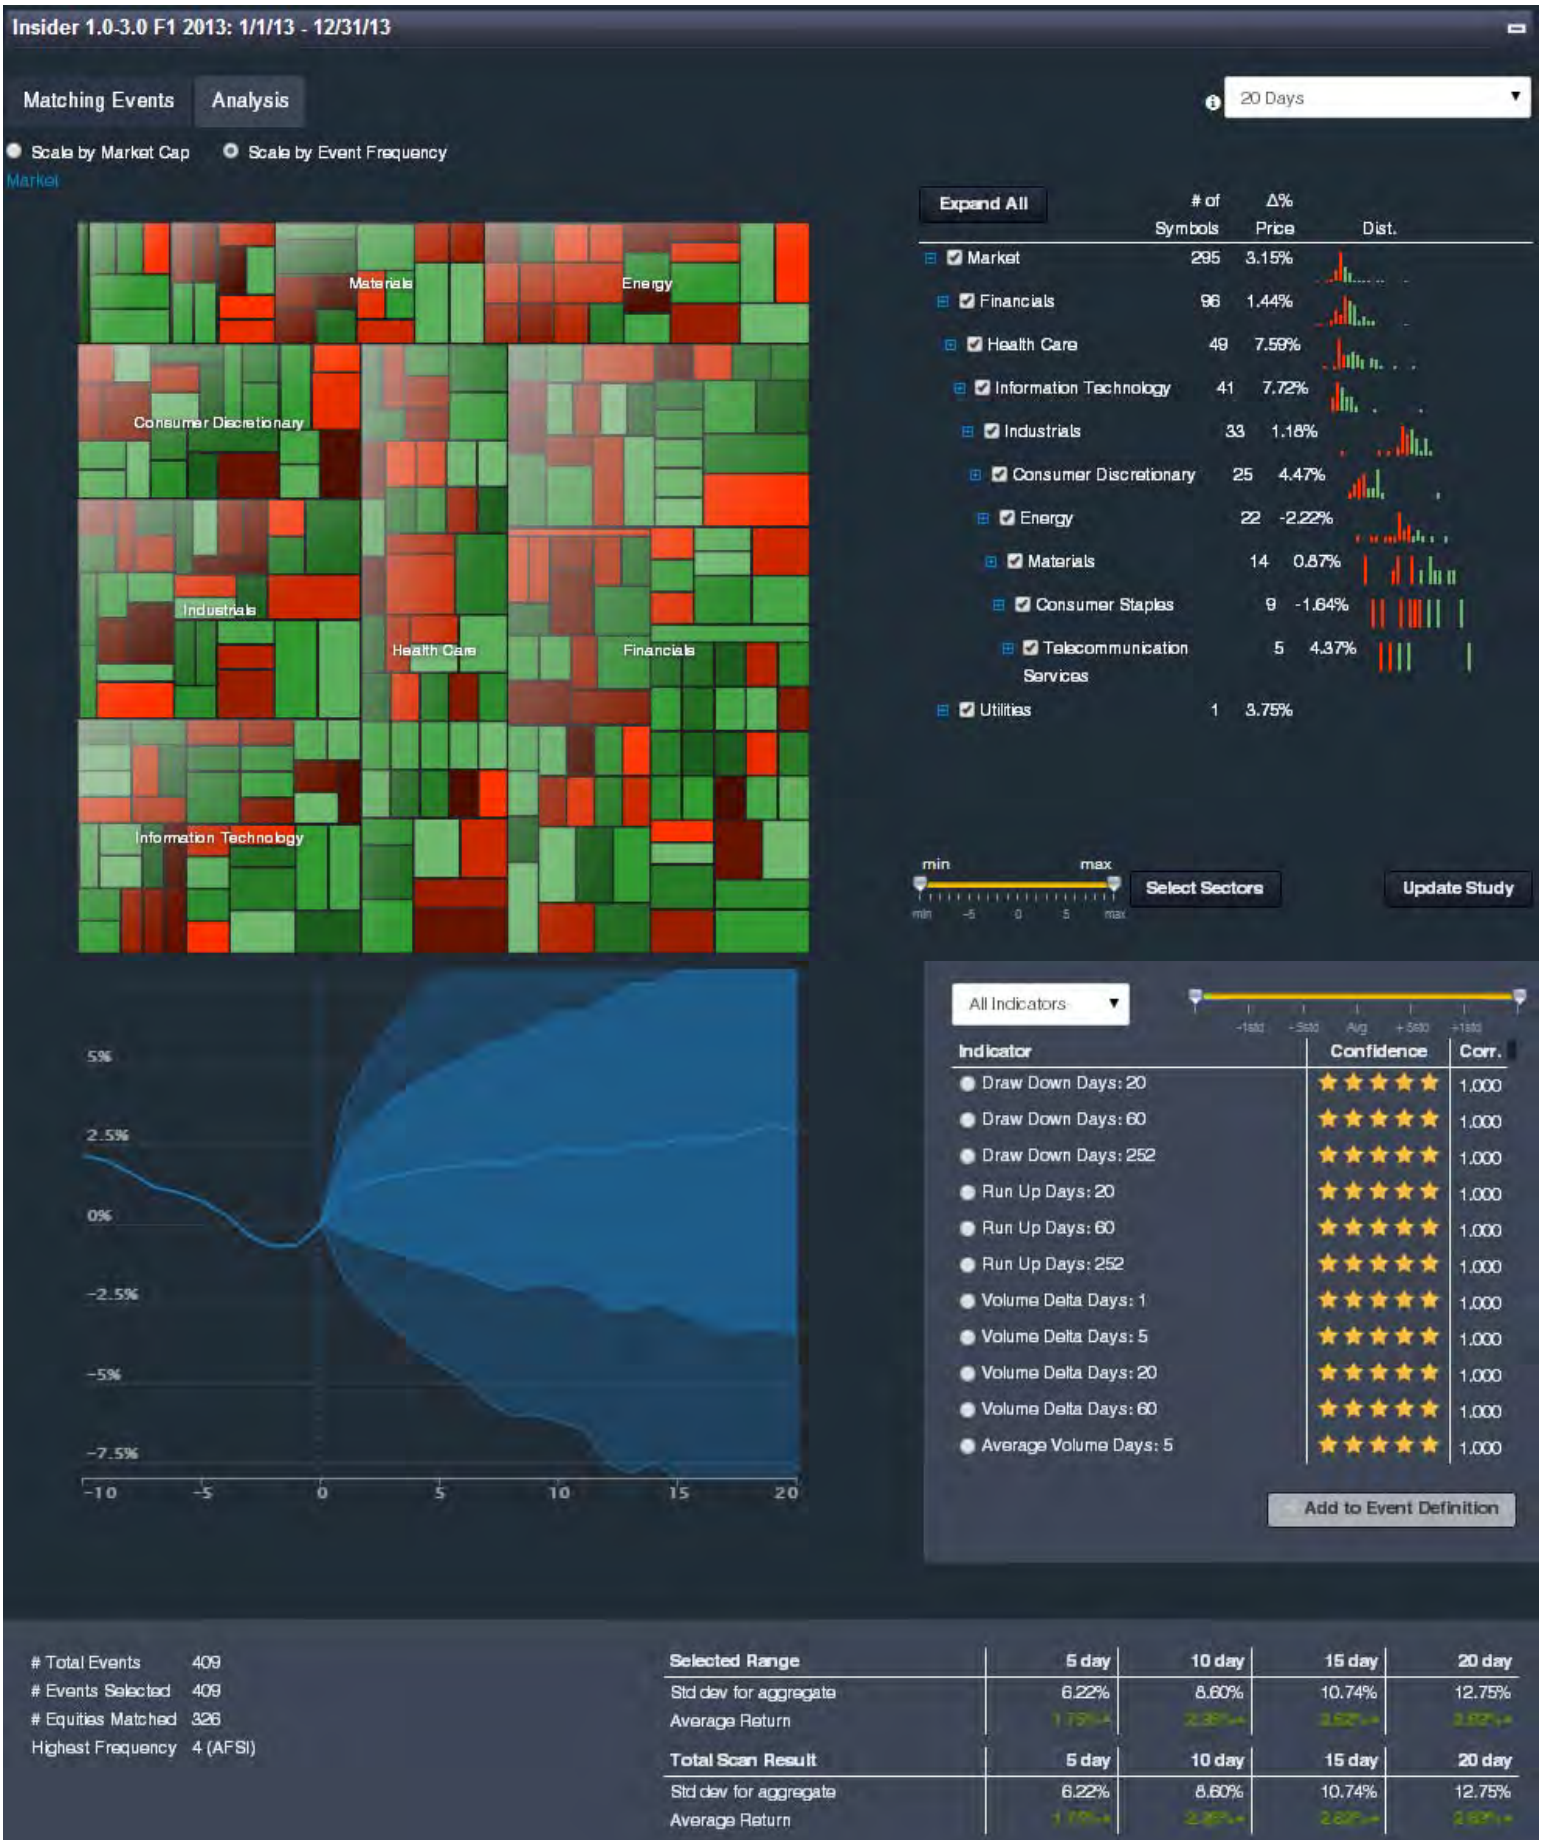 Insider 1.0-3.0 F1 2013: 1/1/13 - 12/31/13
Matching Events Analysis
20 Days
Scale by Market Cap Scale by Event Frequency
Market
Materials
Energy
Consumer Discretionary
Industrials
Health Care
Financials
Information Technology
Expand All # of Symbols Δ% Price Dist.
Market 295 3.15%
Financials 96 1.44%
Health Care 49 7.59%
Information Technology 41 7.72%
Industrials 33 1.18%
Consumer Discretionary 25 4.47%
Energy 22 -2.22%
Materials 14 0.87%
Consumer Staples 9 -1.64%
Telecommunication Services 5 4.37%
Utilities 1 3.75%
min max
min -5 0 5 max
Select Sectors Update Study
5%
2.5%
0%
-2.5%
-5%
-7.5%
-10 -5 0 5 10 15 20
All Indicators
-1std -.5std Avg +.5std +1std
Indicator Confidence Corr.
Draw Down Days: 20 1.000
Draw Down Days: 60 1.000
Draw Down Days: 252 1.000
Run Up Days: 20 1.000
Run Up Days: 60 1.000
Run Up Days: 252 1.000
Volume Delta Days: 1 1.000
Volume Delta Days: 5 1.000
Volume Delta Days: 20 1.000
Volume Delta Days: 60 1.000
Average Volume Days: 5 1.000
Add to Event Definition
# Total Events 409
# Events Selected 409
# Equities Matched 326
Highest Frequency 4 (AFSI)
Selected Range 5 day 10 day 15 day 20 day
Std dev for aggregate 6.22% 8.60% 10.74% 12.75%
Average Return
Total Scan Result 5 day 10 day 15 day 20 day
Std dev for aggregate 6.22% 8.60% 10.74% 12.75%
Average Return